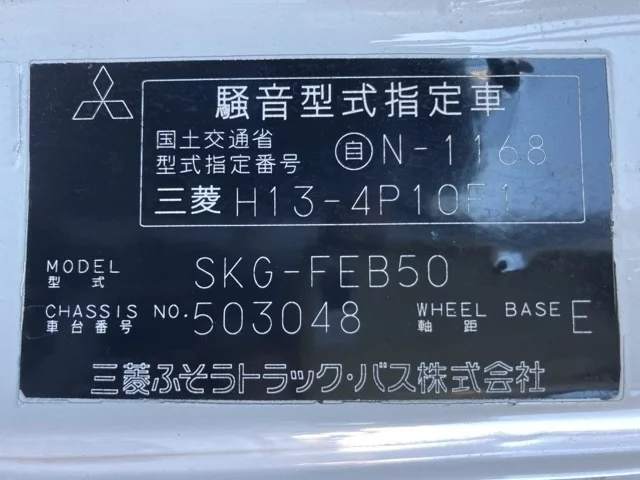 騒音型式指定車
国土交通省
型式指定番号 自 N-1168
三菱 H13-4P10F1
MODEL 型式 SKG-FEB50
CHASSIS NO. 車台番号 503048 WHEEL BASE 軸距 E
三菱ふそうトラック・バス株式会社